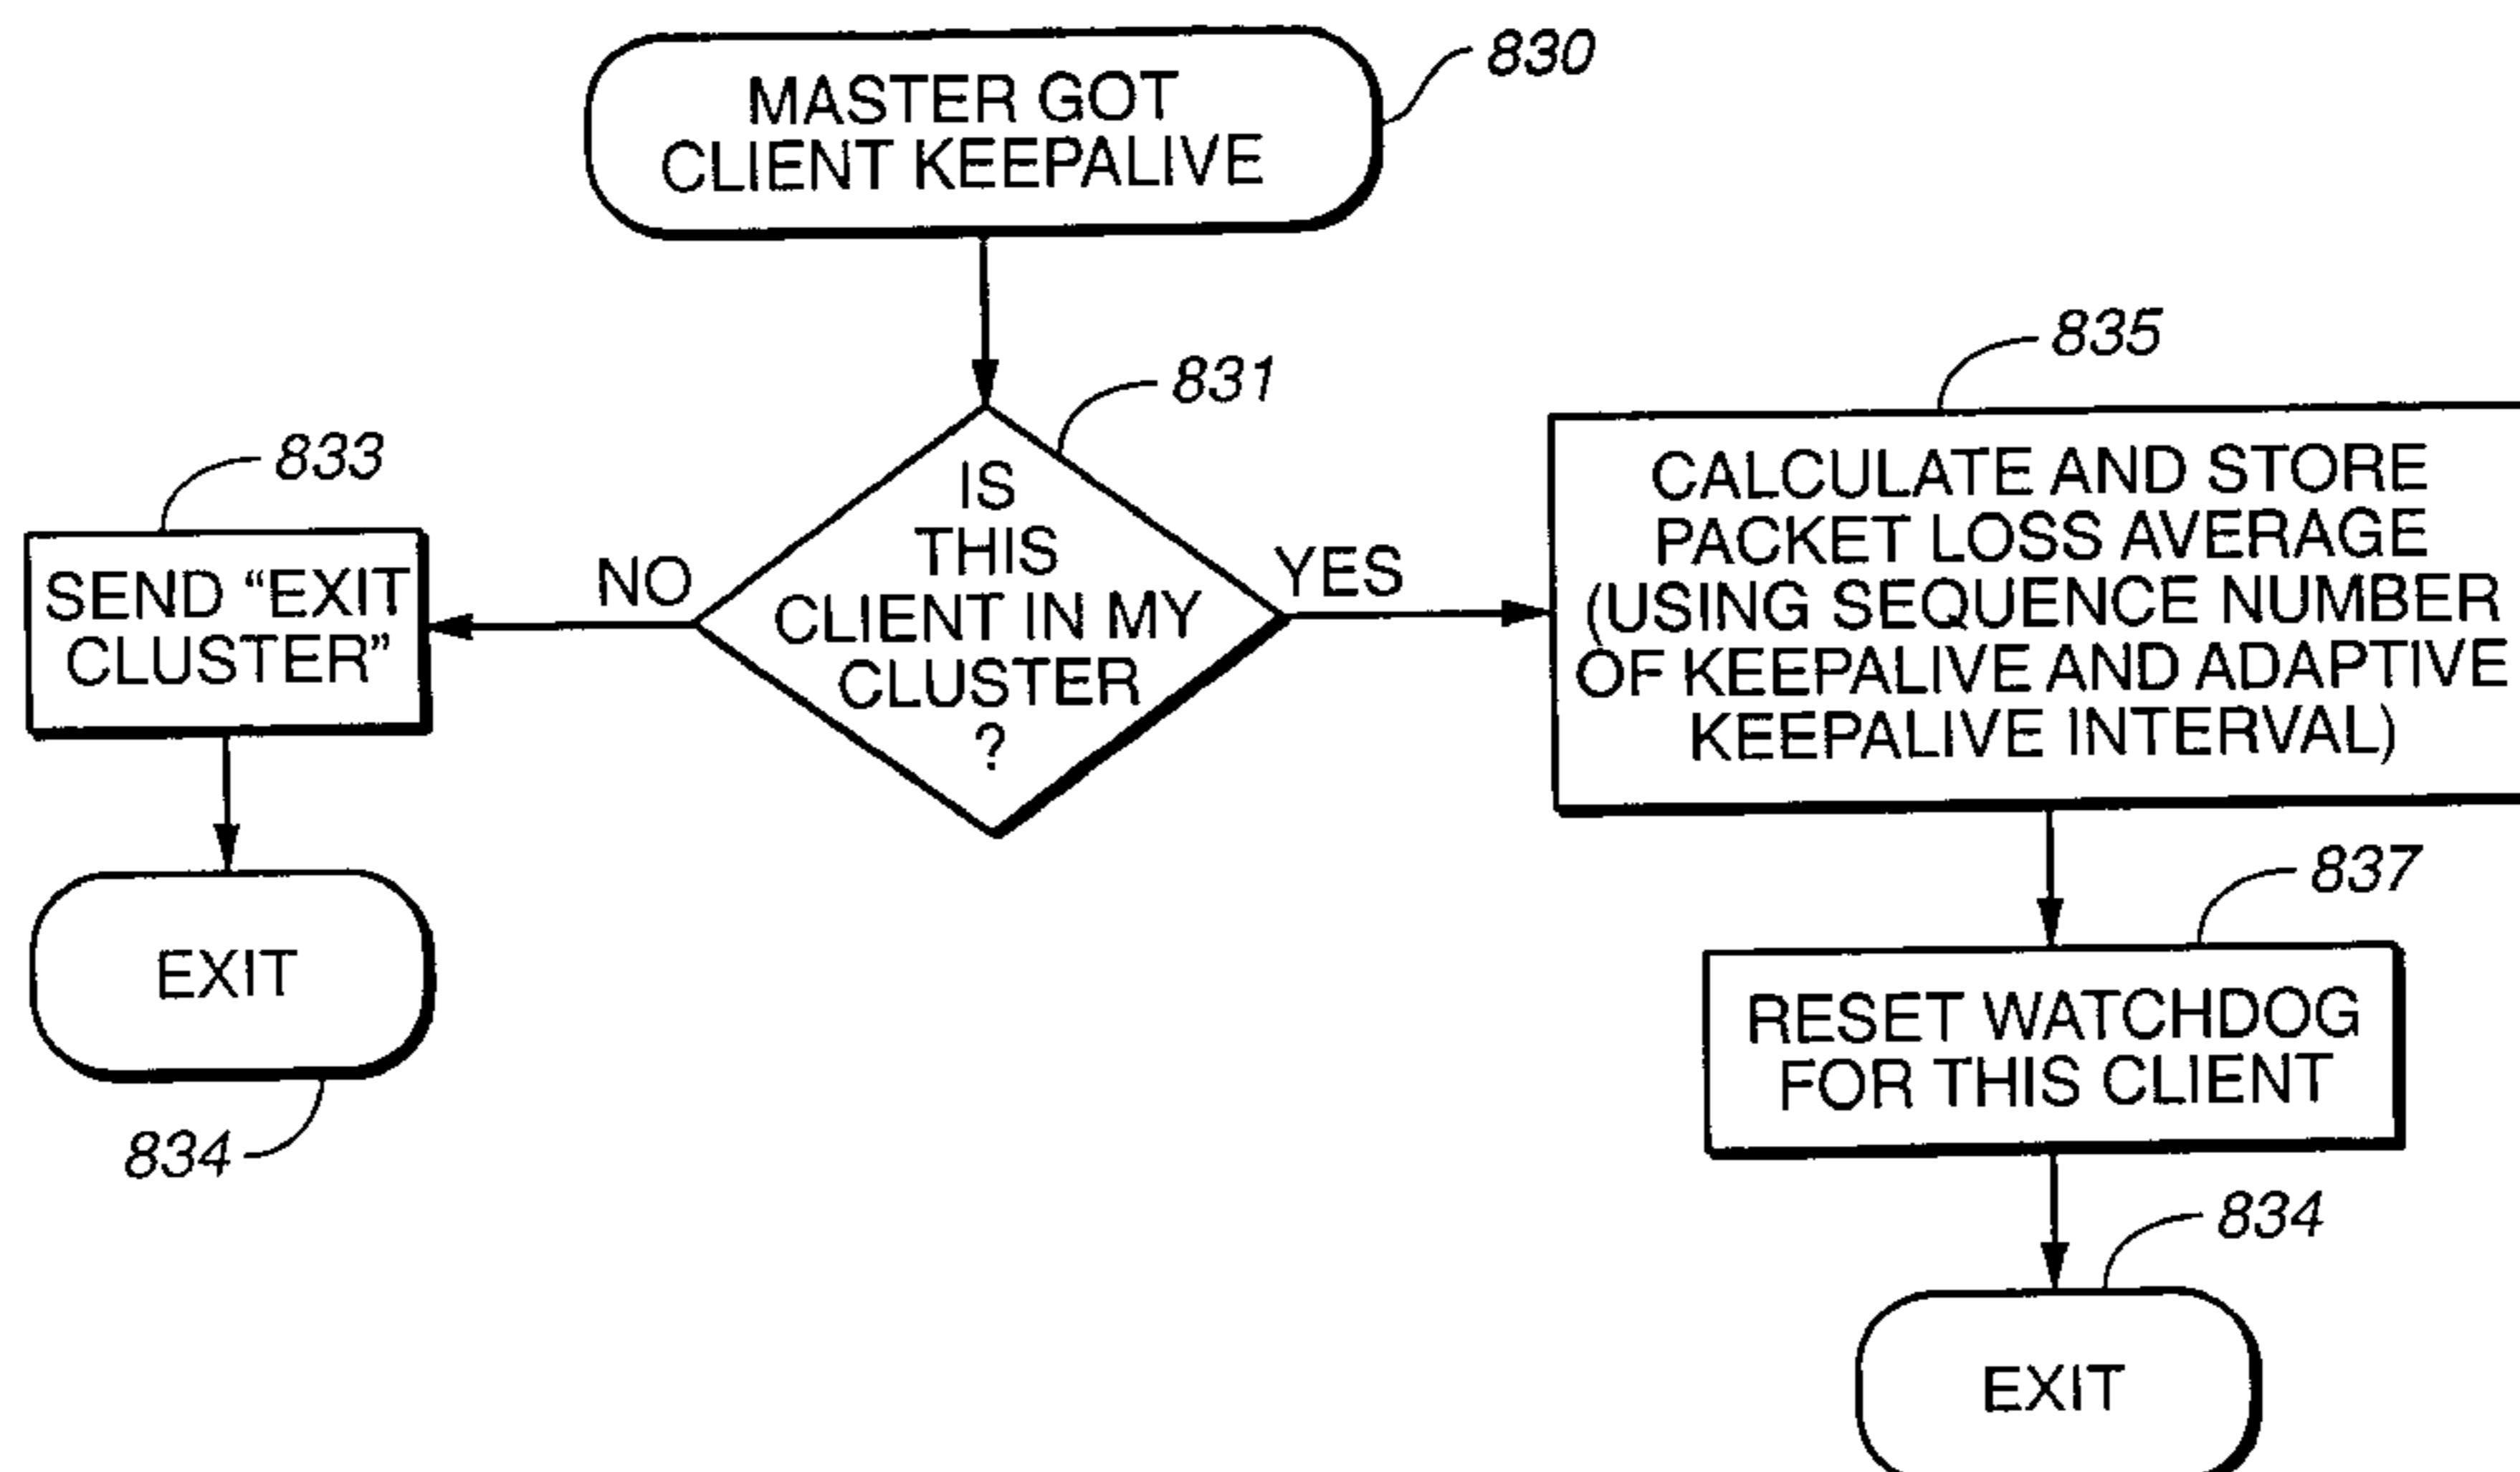 MASTER GOT
CLIENT KEEPALIVE
830
831
IS
THIS
CLIENT IN MY
CLUSTER
?
NO
YES
833
SEND “EXIT
CLUSTER”
EXIT
834
835
CALCULATE AND STORE
PACKET LOSS AVERAGE
(USING SEQUENCE NUMBER
OF KEEPALIVE AND ADAPTIVE
KEEPALIVE INTERVAL)
837
RESET WATCHDOG
FOR THIS CLIENT
834
EXIT